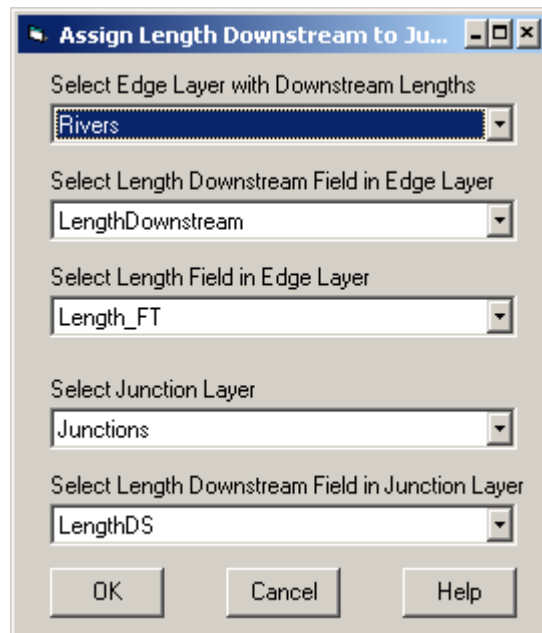 Assign Length Downstream to Ju...
Select Edge Layer with Downstream Lengths
Rivers
Select Length Downstream Field in Edge Layer
LengthDownstream
Select Length Field in Edge Layer
Length_FT
Select Junction Layer
Junctions
Select Length Downstream Field in Junction Layer
LengthDS
OK Cancel Help